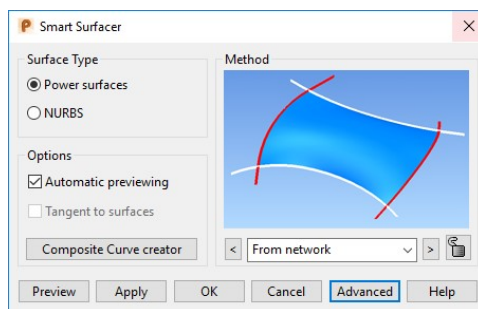 Smart Surfacer
Surface Type
Power surfaces
NURBS
Options
Automatic previewing
Tangent to surfaces
Composite Curve creator
Method
< From network >
Preview Apply OK Cancel Advanced Help